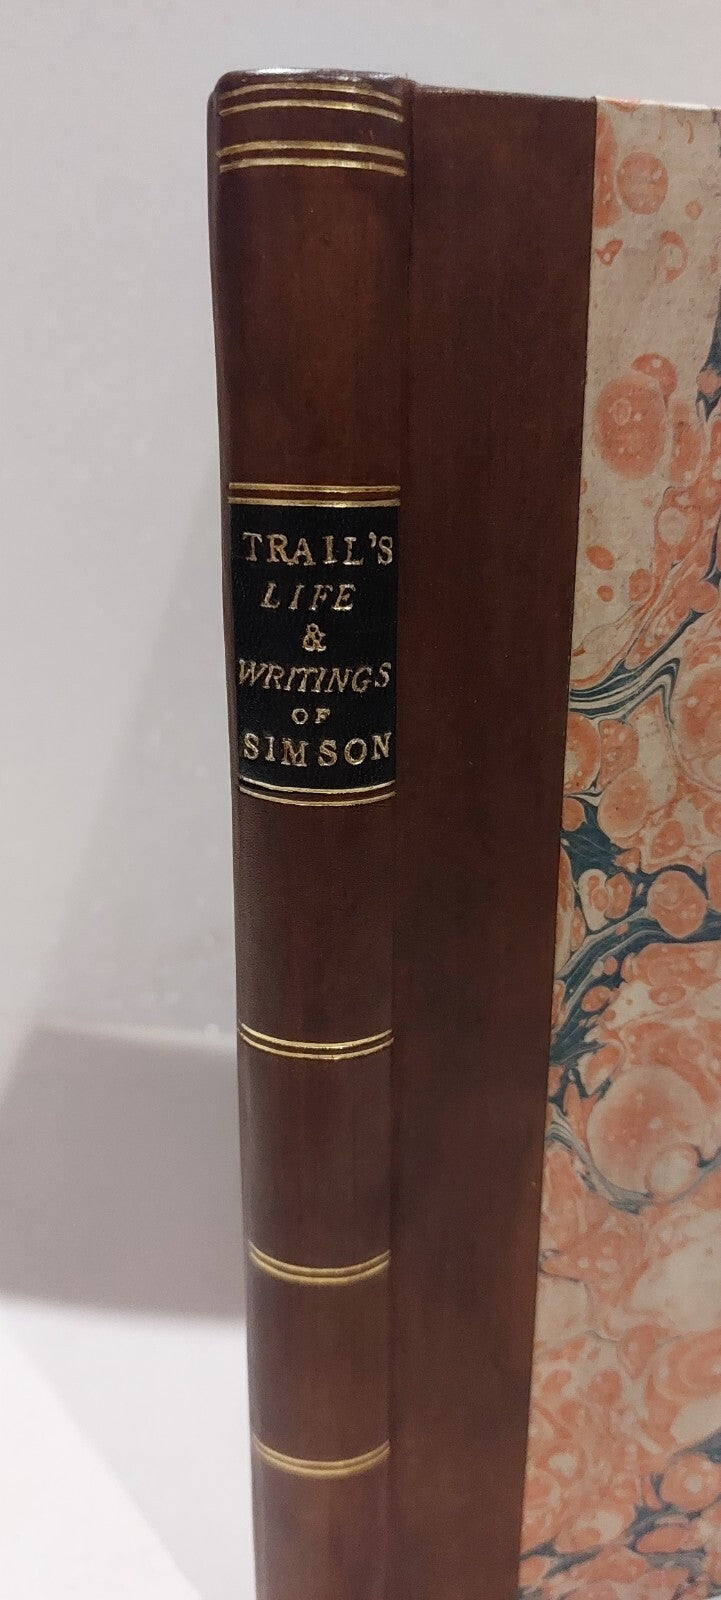 TRAIL'S
LIFE
&
WRITINGS
OF
SIMSON